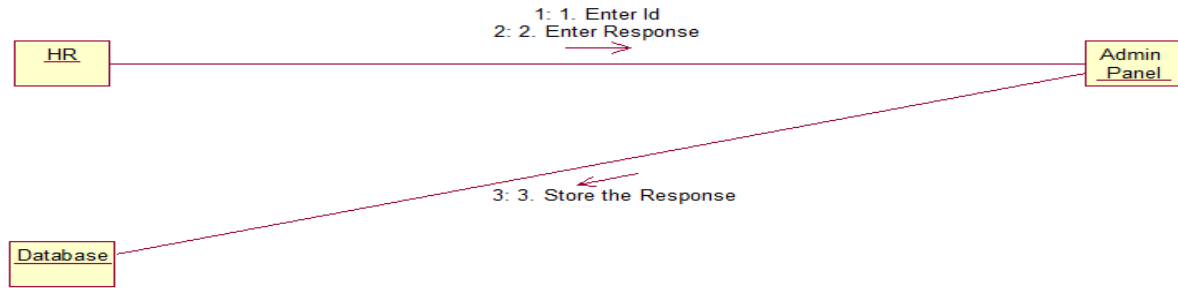 1: 1. Enter Id
2: 2. Enter Response
HR
Admin
Panel
3: 3. Store the Response
Database